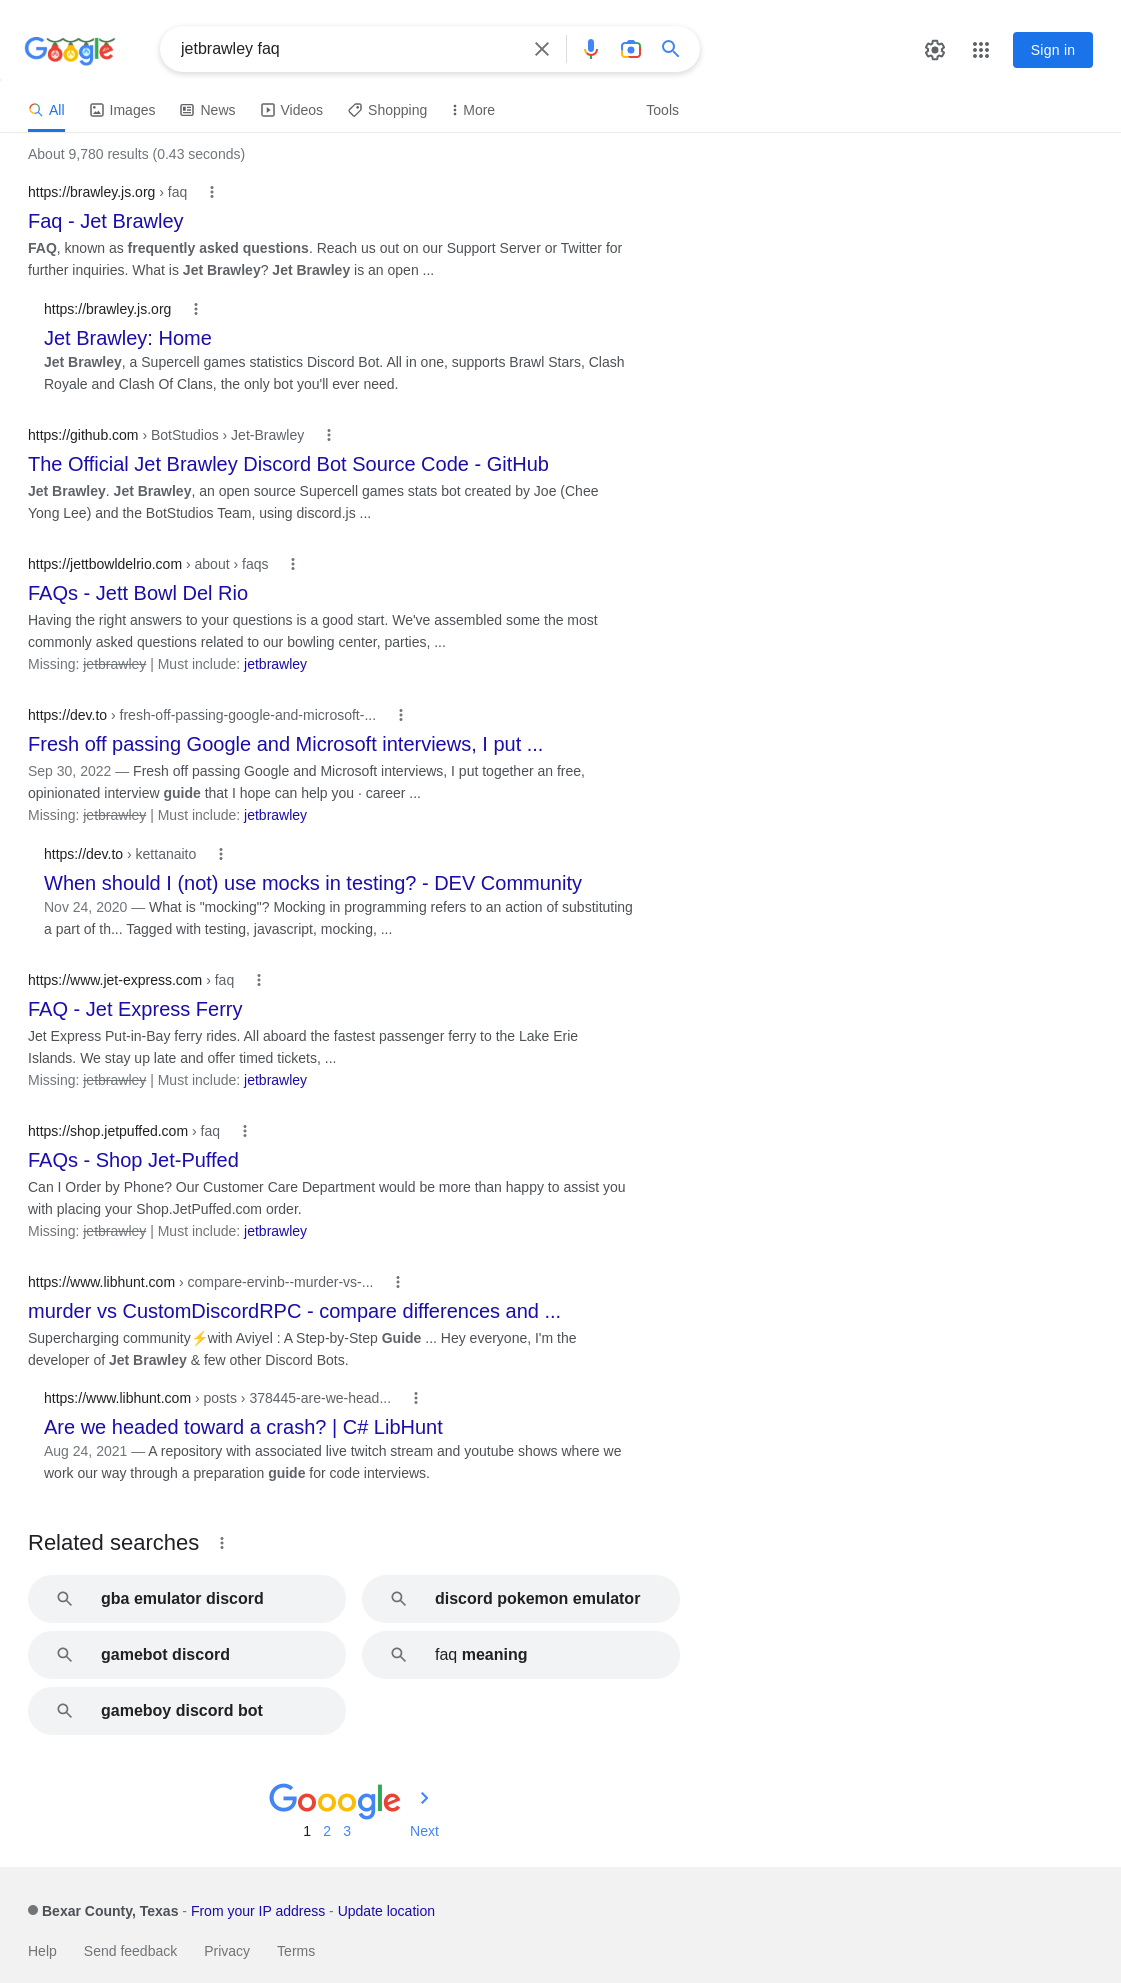 Google
jetbrawley faq
Sign in
All Images News Videos Shopping More Tools
About 9,780 results (0.43 seconds)
https://brawley.js.org › faq
Faq - Jet Brawley
FAQ, known as frequently asked questions. Reach us out on our Support Server or Twitter for
further inquiries. What is Jet Brawley? Jet Brawley is an open ...
https://brawley.js.org
Jet Brawley: Home
Jet Brawley, a Supercell games statistics Discord Bot. All in one, supports Brawl Stars, Clash
Royale and Clash Of Clans, the only bot you'll ever need.
https://github.com › BotStudios › Jet-Brawley
The Official Jet Brawley Discord Bot Source Code - GitHub
Jet Brawley. Jet Brawley, an open source Supercell games stats bot created by Joe (Chee
Yong Lee) and the BotStudios Team, using discord.js ...
https://jettbowldelrio.com › about › faqs
FAQs - Jett Bowl Del Rio
Having the right answers to your questions is a good start. We've assembled some the most
commonly asked questions related to our bowling center, parties, ...
Missing: jetbrawley | Must include: jetbrawley
https://dev.to › fresh-off-passing-google-and-microsoft-...
Fresh off passing Google and Microsoft interviews, I put ...
Sep 30, 2022 — Fresh off passing Google and Microsoft interviews, I put together an free,
opinionated interview guide that I hope can help you · career ...
Missing: jetbrawley | Must include: jetbrawley
https://dev.to › kettanaito
When should I (not) use mocks in testing? - DEV Community
Nov 24, 2020 — What is "mocking"? Mocking in programming refers to an action of substituting
a part of th... Tagged with testing, javascript, mocking, ...
https://www.jet-express.com › faq
FAQ - Jet Express Ferry
Jet Express Put-in-Bay ferry rides. All aboard the fastest passenger ferry to the Lake Erie
Islands. We stay up late and offer timed tickets, ...
Missing: jetbrawley | Must include: jetbrawley
https://shop.jetpuffed.com › faq
FAQs - Shop Jet-Puffed
Can I Order by Phone? Our Customer Care Department would be more than happy to assist you
with placing your Shop.JetPuffed.com order.
Missing: jetbrawley | Must include: jetbrawley
https://www.libhunt.com › compare-ervinb--murder-vs-...
murder vs CustomDiscordRPC - compare differences and ...
Supercharging community⚡with Aviyel : A Step-by-Step Guide ... Hey everyone, I'm the
developer of Jet Brawley & few other Discord Bots.
https://www.libhunt.com › posts › 378445-are-we-head...
Are we headed toward a crash? | C# LibHunt
Aug 24, 2021 — A repository with associated live twitch stream and youtube shows where we
work our way through a preparation guide for code interviews.
Related searches
gba emulator discord
discord pokemon emulator
gamebot discord
faq meaning
gameboy discord bot
Gooogle
1 2 3 Next
Bexar County, Texas - From your IP address - Update location
Help Send feedback Privacy Terms